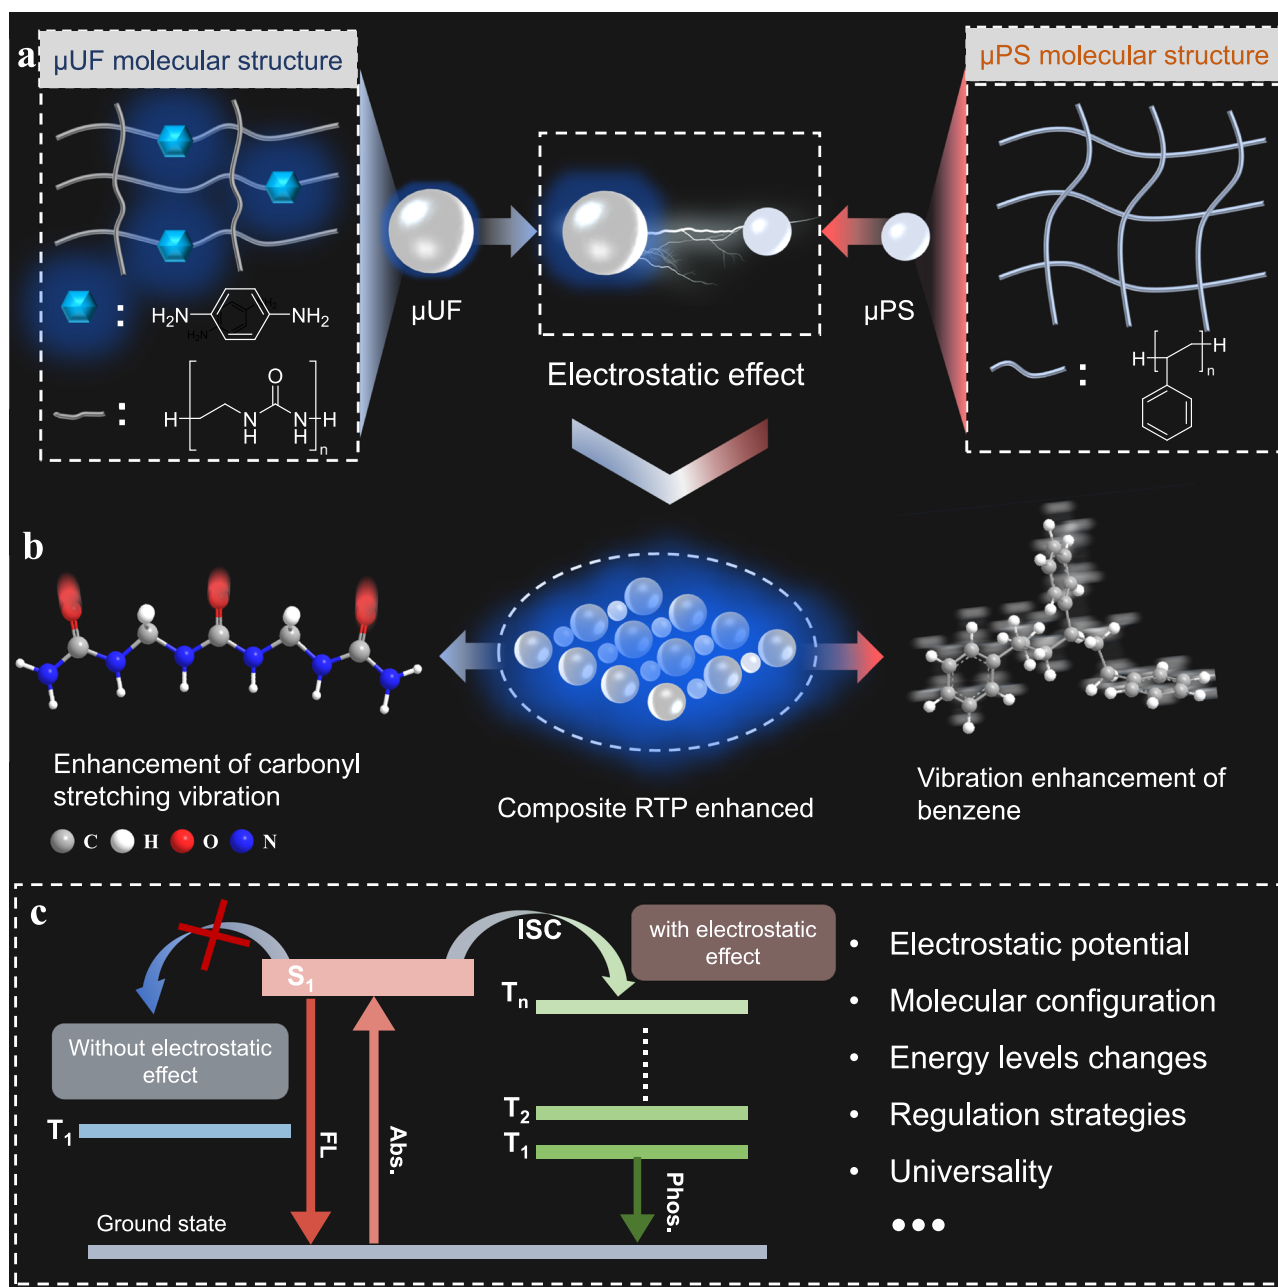 a
μUF molecular structure
μPS molecular structure
:
H₂N
NH₂
H₂N
NH₂
:
H
O
N
H
N
H
H
n
μUF
μPS
Electrostatic effect
:
H
H
n
b
Enhancement of carbonyl
stretching vibration
C H O N
Composite RTP enhanced
Vibration enhancement of
benzene
c
ISC
with electrostatic
effect
S₁
Tₙ
Without electrostatic
effect
T₁
FL
Abs.
T₂
T₁
Phos.
Ground state
• Electrostatic potential
• Molecular configuration
• Energy levels changes
• Regulation strategies
• Universality
•••